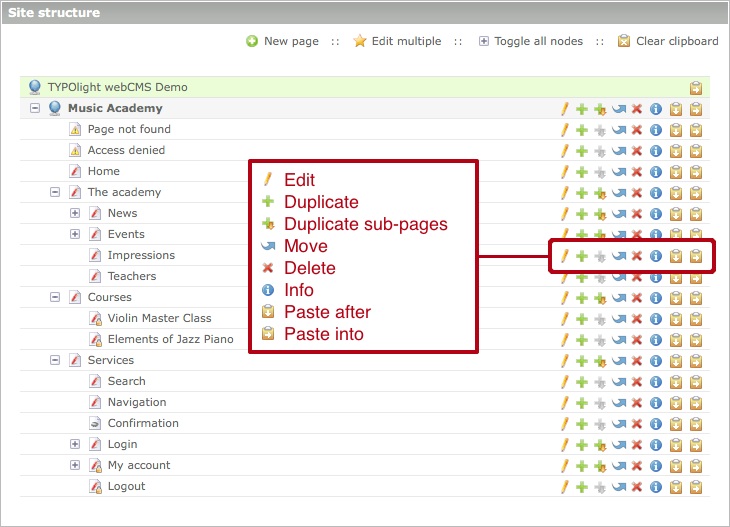 Site structure
New page :: Edit multiple :: Toggle all nodes :: Clear clipboard
TYPOlight webCMS Demo
Music Academy
Page not found
Access denied
Home
The academy
News
Events
Impressions
Teachers
Courses
Violin Master Class
Elements of Jazz Piano
Services
Search
Navigation
Confirmation
Login
My account
Logout
Edit
Duplicate
Duplicate sub-pages
Move
Delete
Info
Paste after
Paste into